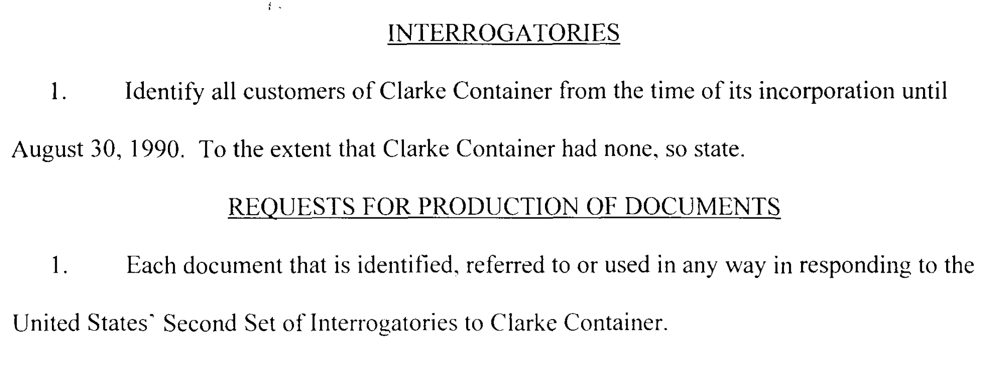 INTERROGATORIES
1. Identify all customers of Clarke Container from the time of its incorporation until
August 30, 1990. To the extent that Clarke Container had none, so state.
REQUESTS FOR PRODUCTION OF DOCUMENTS
1. Each document that is identified, referred to or used in any way in responding to the
United States' Second Set of Interrogatories to Clarke Container.